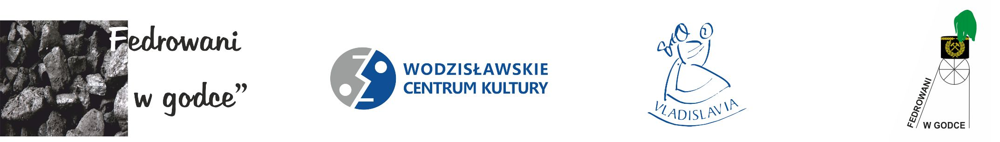 Fedrowani
w godce”
WODZISŁAWSKIE
CENTRUM KULTURY
VLADISLAVIA
FEDROWANI
W GODCE